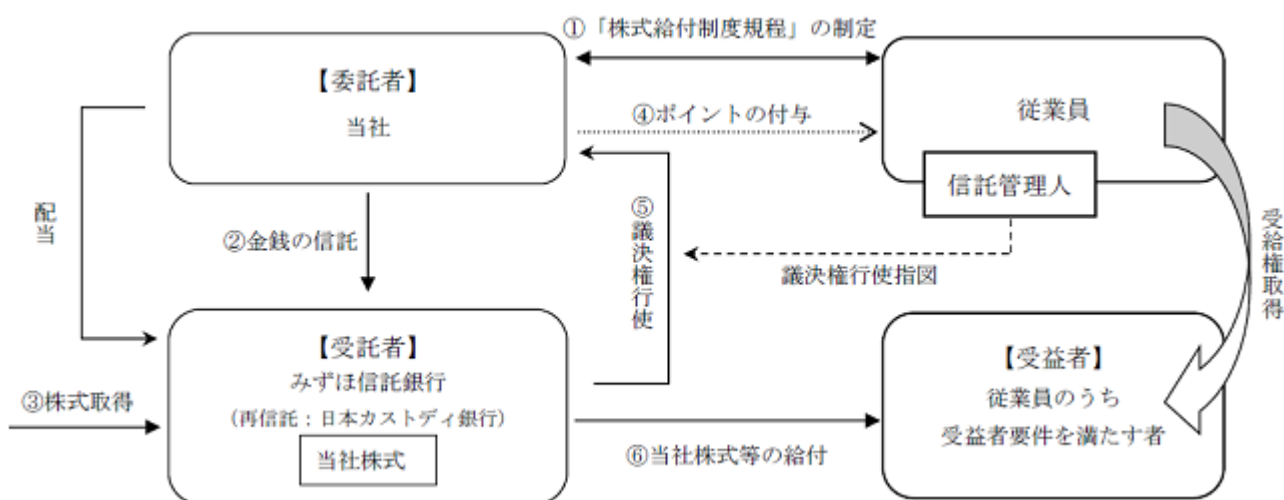 ①「株式給付制度規程」の制定
【委託者】
当社
従業員
④ポイントの付与
信託管理人
配当
②金銭の信託
⑤議決権行使
議決権行使指図
受給権取得
【受託者】
みずほ信託銀行
(再信託：日本カストディ銀行)
当社株式
③株式取得
⑥当社株式等の給付
【受益者】
従業員のうち
受益者要件を満たす者